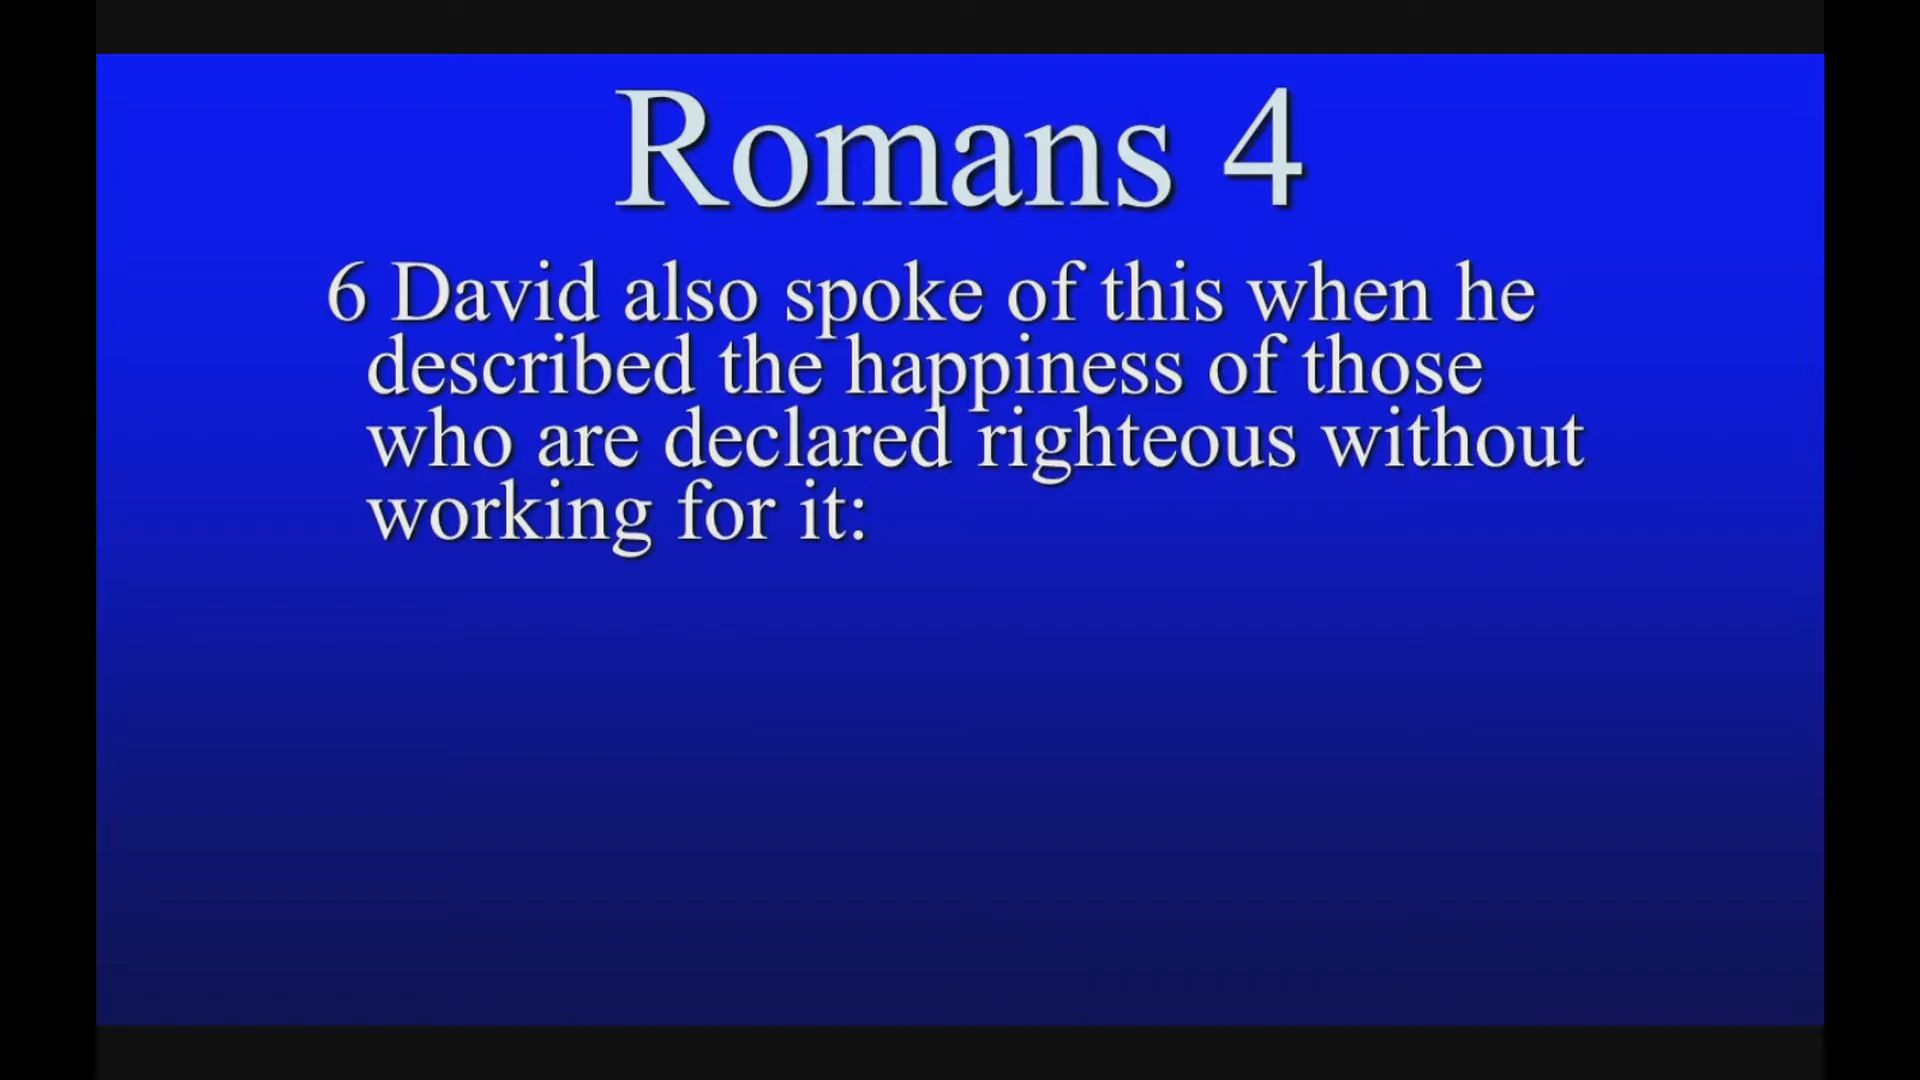 Romans 4
6 David also spoke of this when he
described the happiness of those
who are declared righteous without
working for it: